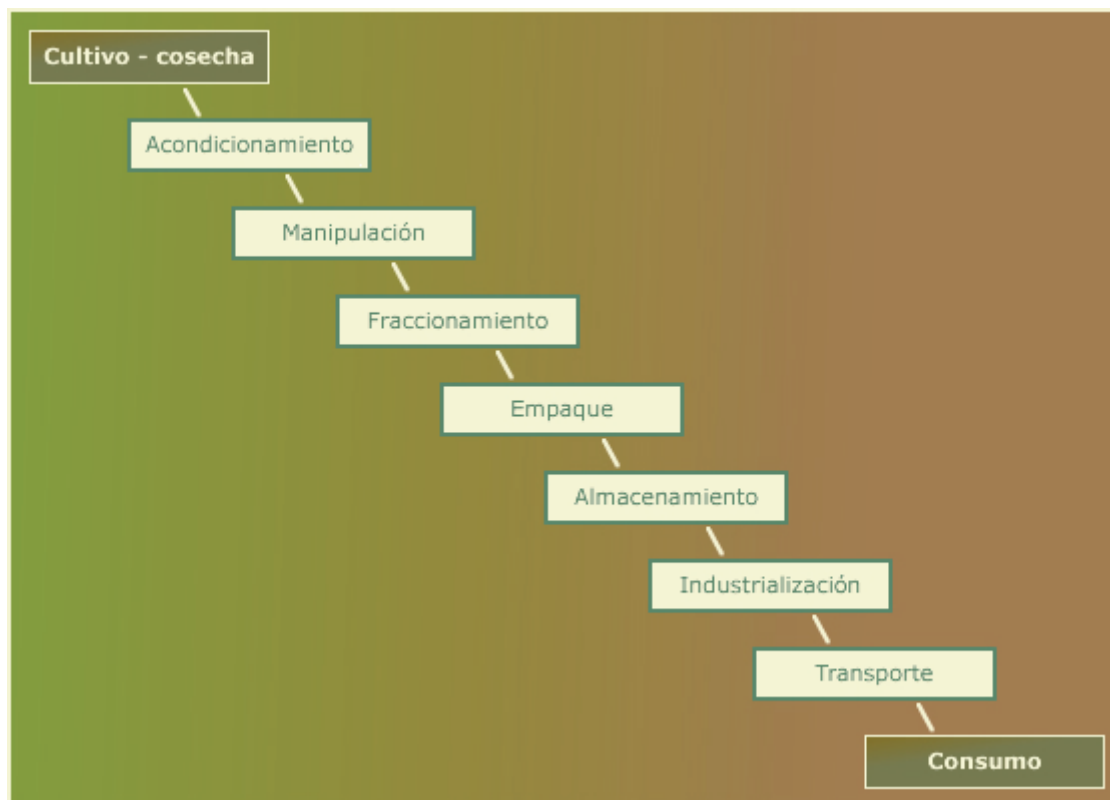 Cultivo - cosecha
Acondicionamiento
Manipulación
Fraccionamiento
Empaque
Almacenamiento
Industrialización
Transporte
Consumo